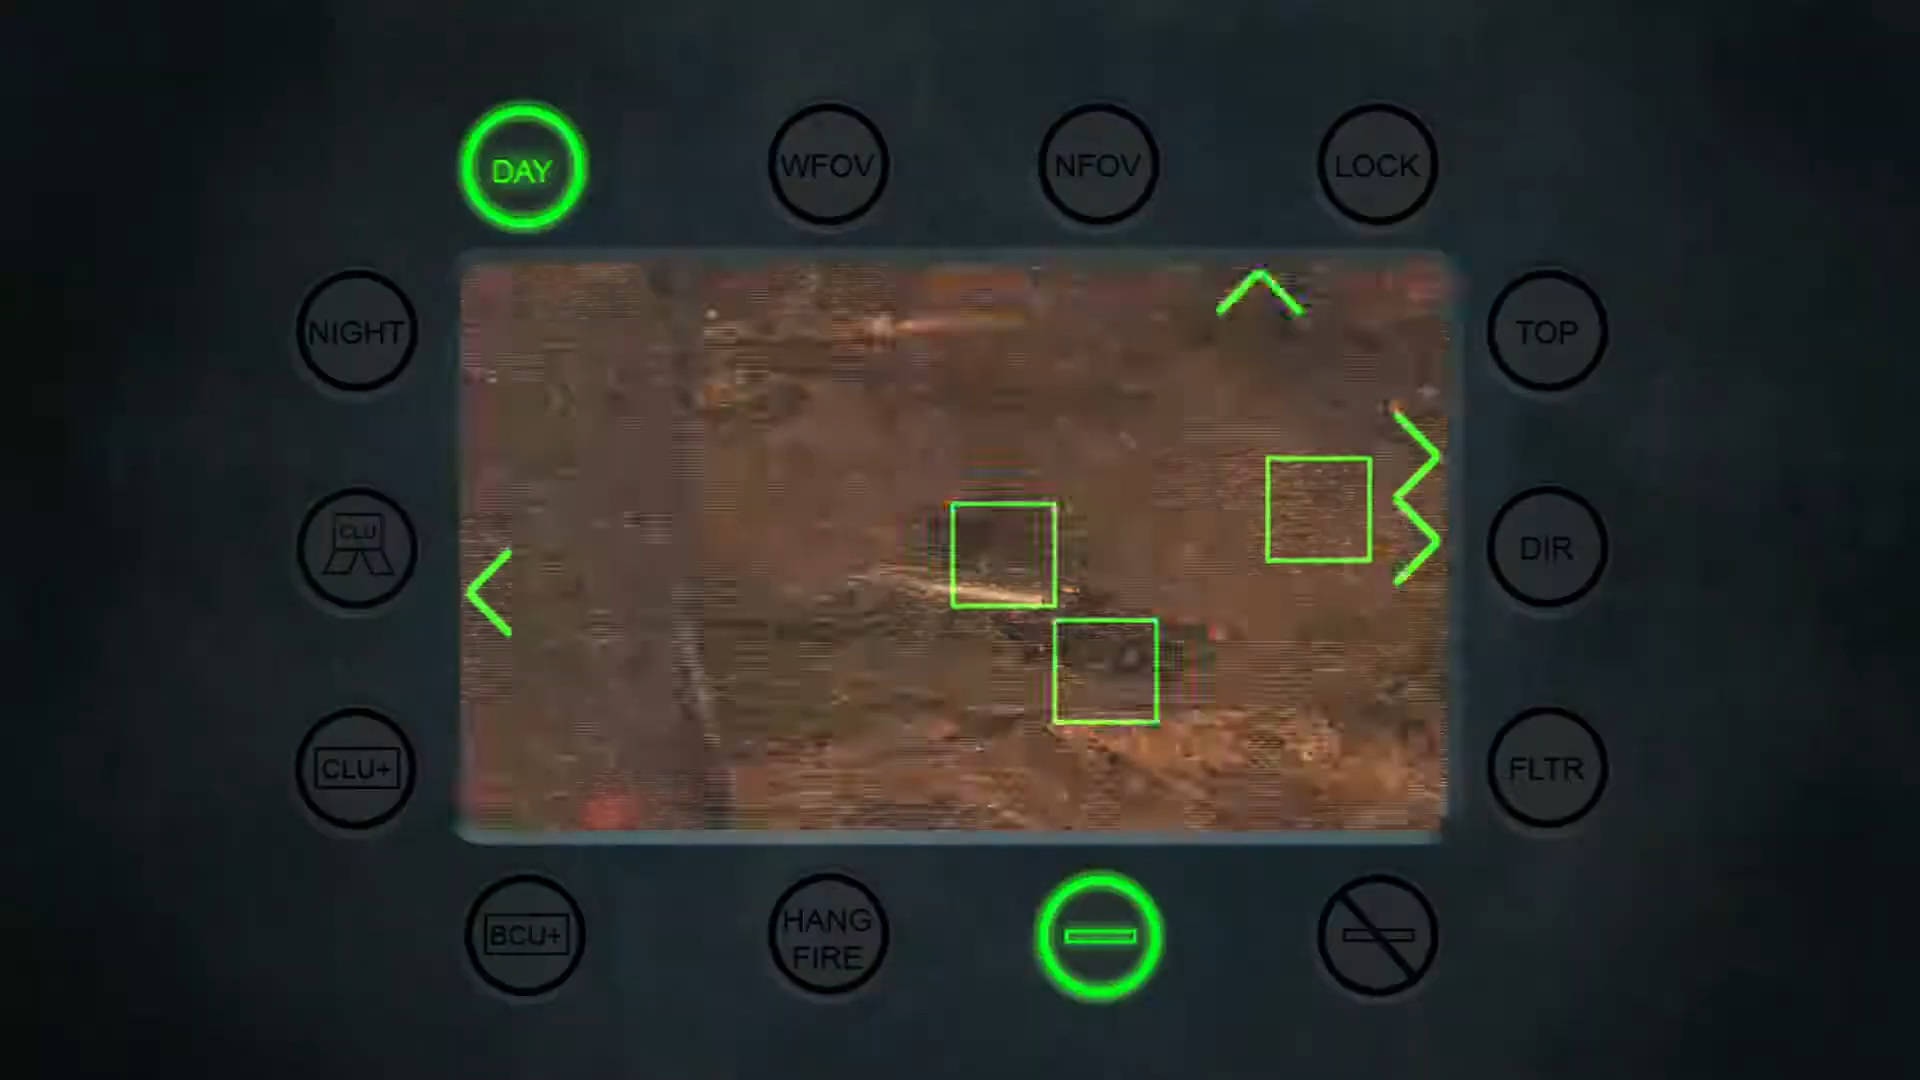 DAY
WFOV
NFOV
LOCK
NIGHT
TOP
CLU
DIR
CLU+
FLTR
BCU+
HANG
FIRE